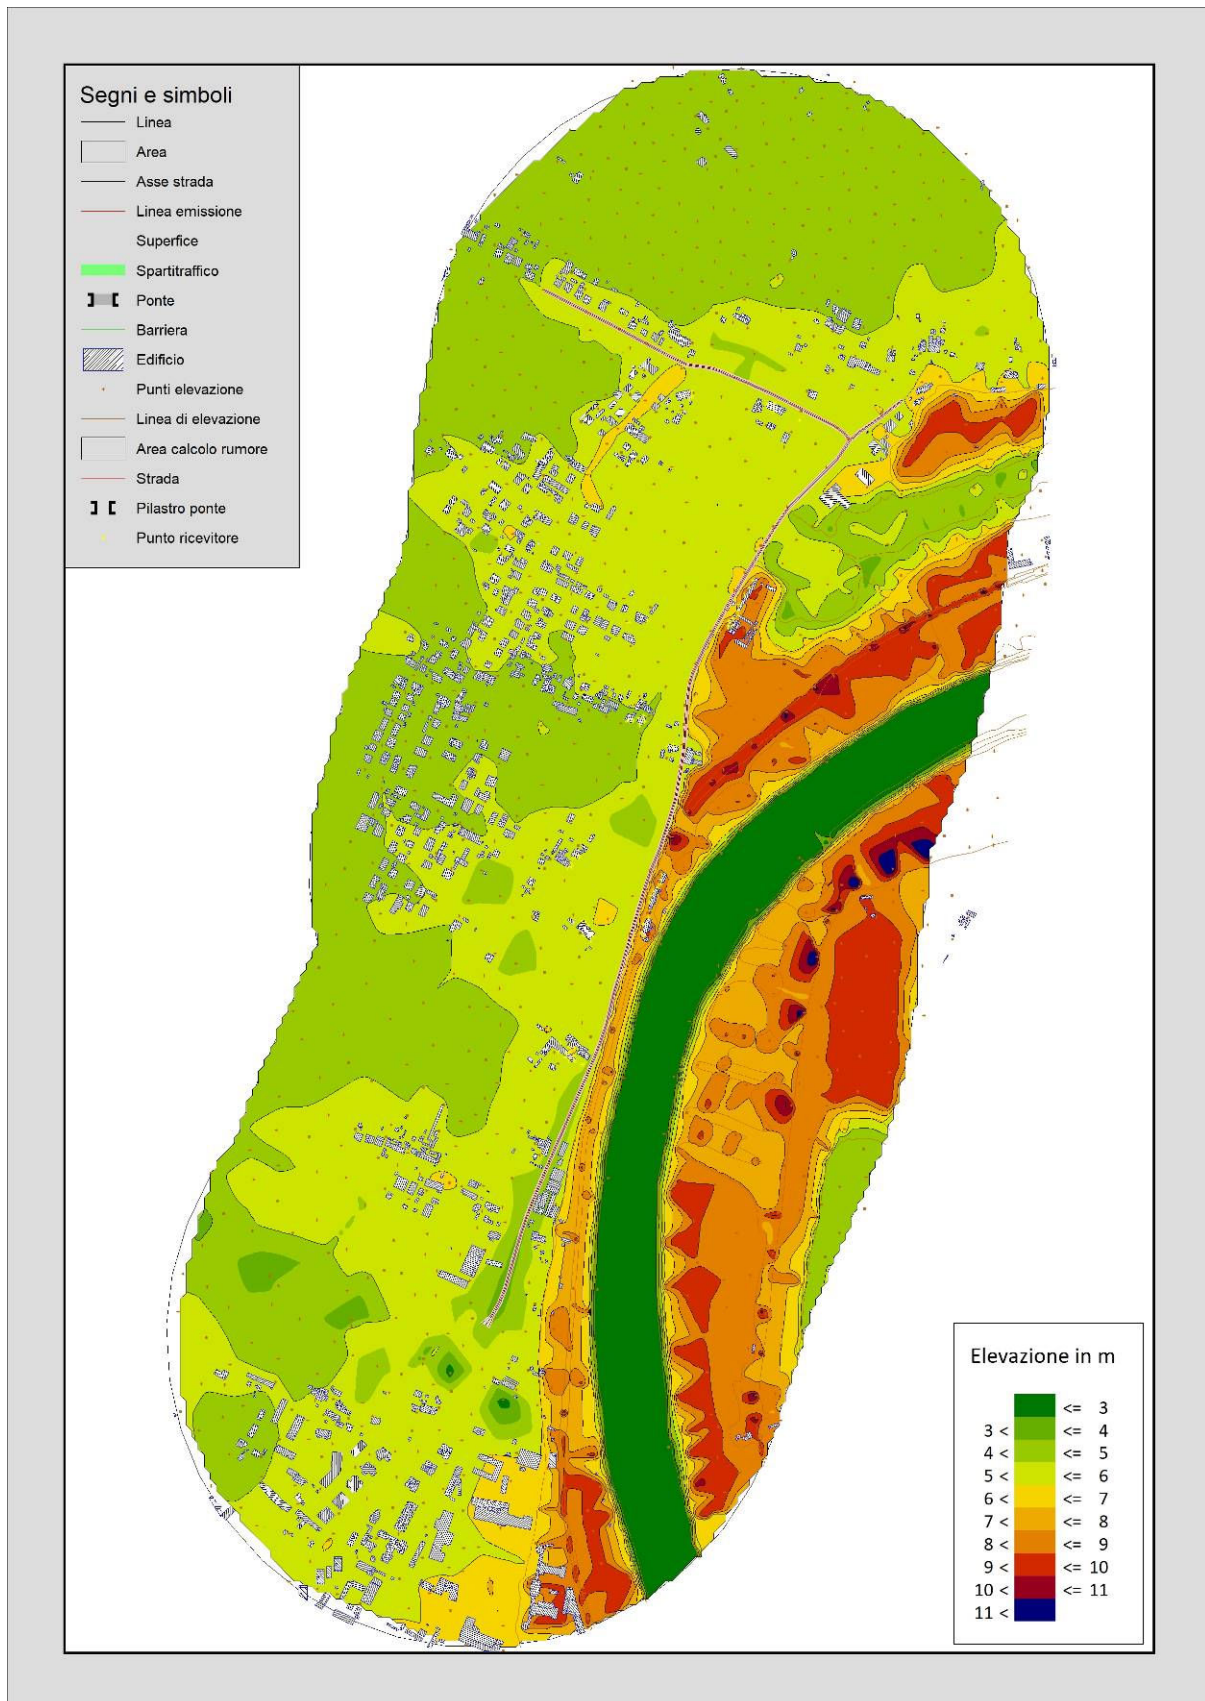 Segni e simboli
Linea
Area
Asse strada
Linea emissione
Superfice
Spartitraffico
Ponte
Barriera
Edificio
Punti elevazione
Linea di elevazione
Area calcolo rumore
Strada
Pilastro ponte
Punto ricevitore
Elevazione in m
<= 3
3 < <= 4
4 < <= 5
5 < <= 6
6 < <= 7
7 < <= 8
8 < <= 9
9 < <= 10
10 < <= 11
11 <